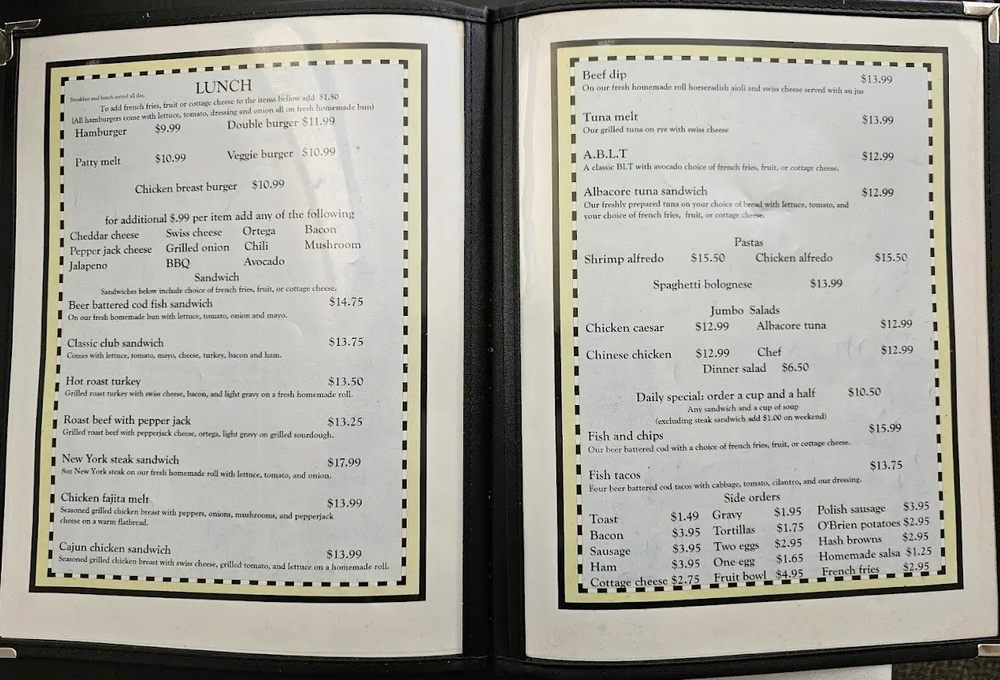 LUNCH
Breakfast and lunch served all day.
To add french fries, fruit or cottage cheese to the items bellow add $1.50
(All hamburgers come with lettuce, tomato, dressing and onion all on fresh homemade bun)
Hamburger $9.99 Double burger $11.99
Patty melt $10.99 Veggie burger $10.99
Chicken breast burger $10.99
for additional $.99 per item add any of the following
Cheddar cheese Swiss cheese Ortega Bacon
Pepper jack cheese Grilled onion Chili Mushroom
Jalapeno BBQ Avocado
Sandwich
Sandwiches below include choice of french fries, fruit, or cottage cheese.
Beer battered cod fish sandwich $14.75
On our fresh homemade bun with lettuce, tomato, onion and mayo.
Classic club sandwich $13.75
Comes with lettuce, tomato, mayo, cheese, turkey, bacon and ham.
Hot roast turkey $13.50
Grilled roast turkey with swiss cheese, bacon, and light gravy on a fresh homemade roll.
Roast beef with pepper jack $13.25
Grilled roast beef with pepperjack cheese, ortega, light gravy on grilled sourdough.
New York steak sandwich $17.99
8oz New York steak on our fresh homemade roll with lettuce, tomato, and onion.
Chicken fajita melt $13.99
Seasoned grilled chicken breast with peppers, onions, mushrooms, and pepperjack
cheese on a warm flatbread.
Cajun chicken sandwich $13.99
Seasoned grilled chicken breast with swiss cheese, grilled tomato, and lettuce on a homemade roll.
Beef dip $13.99
On our fresh homemade roll horseradish aioli and swiss cheese served with au jus
Tuna melt $13.99
Our grilled tuna on rye with swiss cheese
A.B.L.T $12.99
A classic BLT with avocado choice of french fries, fruit, or cottage cheese.
Albacore tuna sandwich $12.99
Our freshly prepared tuna on your choice of bread with lettuce, tomato, and
your choice of french fries, fruit, or cottage cheese.
Pastas
Shrimp alfredo $15.50 Chicken alfredo $15.50
Spaghetti bolognese $13.99
Jumbo Salads
Chicken caesar $12.99 Albacore tuna $12.99
Chinese chicken $12.99 Chef $12.99
Dinner salad $6.50
Daily special: order a cup and a half $10.50
Any sandwich and a cup of soup
(excluding steak sandwich add $1.00 on weekend)
Fish and chips $15.99
Our beer battered cod with a choice of french fries, fruit, or cottage cheese.
Fish tacos $13.75
Four beer battered cod tacos with cabbage, tomato, cilantro, and our dressing.
Side orders
Toast $1.49 Gravy $1.95 Polish sausage $3.95
Bacon $3.95 Tortillas $1.75 O'Brien potatoes $2.95
Sausage $3.95 Two eggs $2.95 Hash browns $2.95
Ham $3.95 One egg $1.65 Homemade salsa $1.25
Cottage cheese $2.75 Fruit bowl $4.95 French fries $2.95